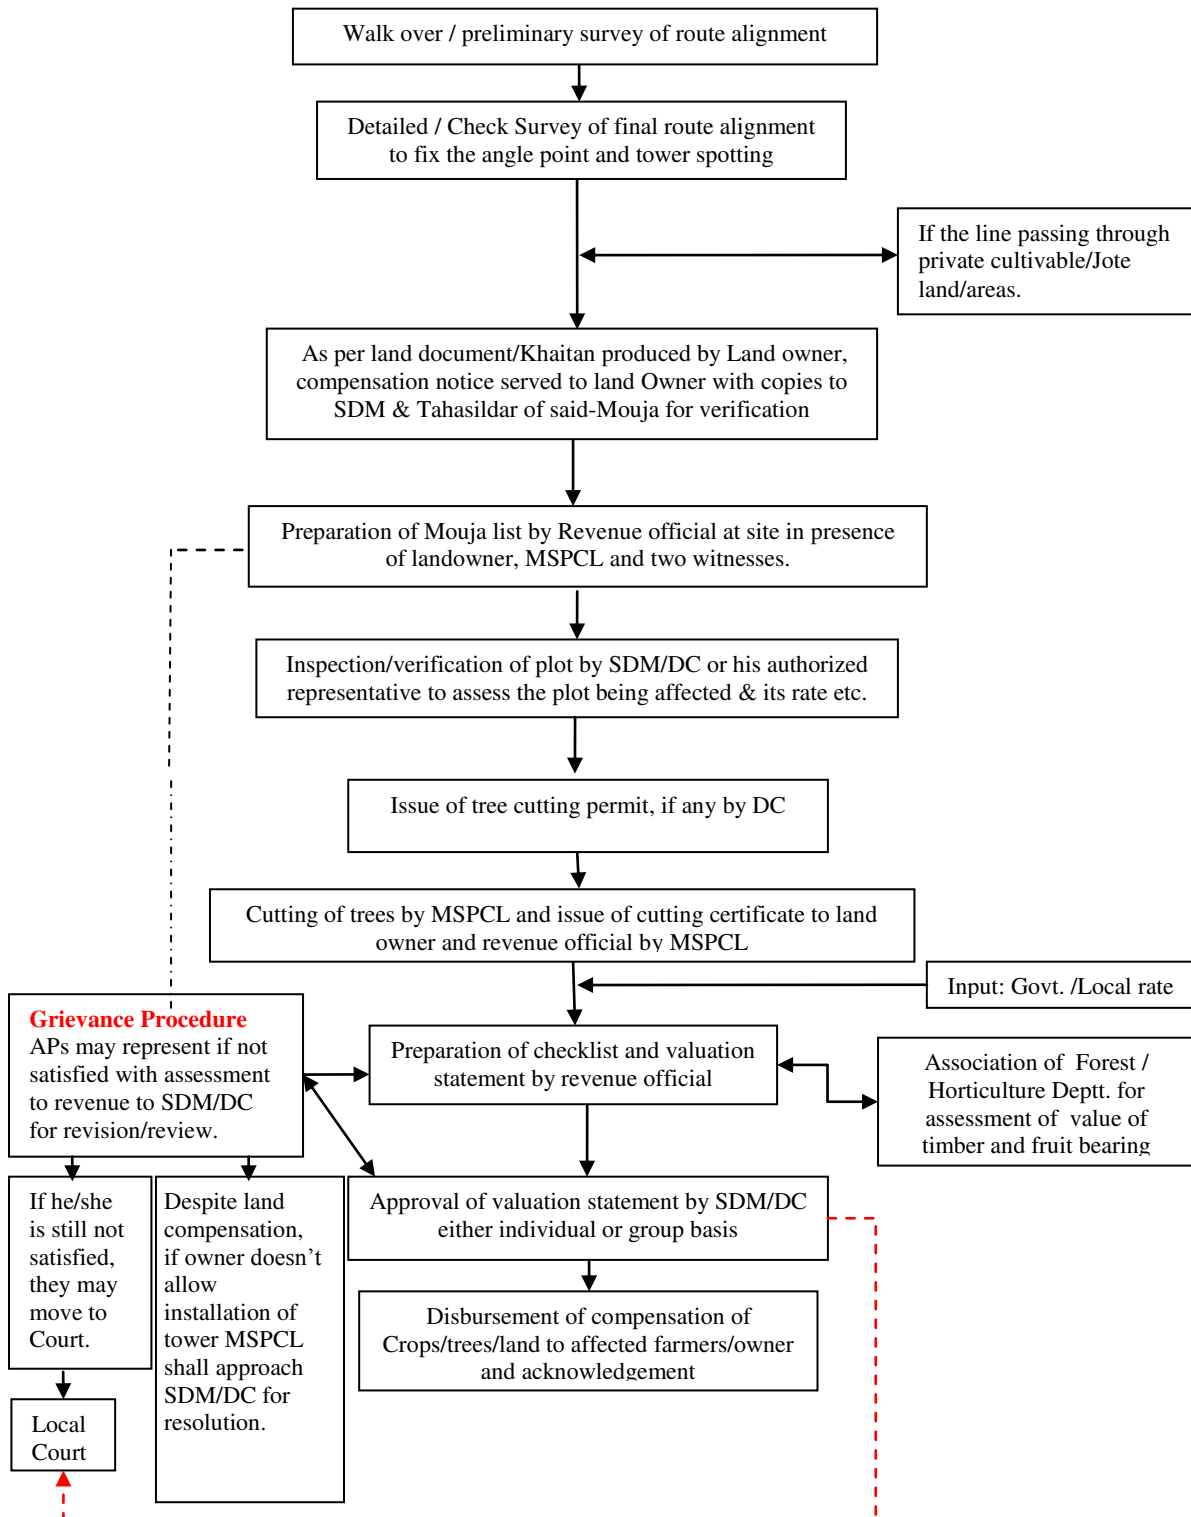 Walk over / preliminary survey of route alignment
Detailed / Check Survey of final route alignment
to fix the angle point and tower spotting
If the line passing through
private cultivable/Jote
land/areas.
As per land document/Khaitan produced by Land owner,
compensation notice served to land Owner with copies to
SDM & Tahasildar of said-Mouja for verification
Preparation of Mouja list by Revenue official at site in presence
of landowner, MSPCL and two witnesses.
Inspection/verification of plot by SDM/DC or his authorized
representative to assess the plot being affected & its rate etc.
Issue of tree cutting permit, if any by DC
Cutting of trees by MSPCL and issue of cutting certificate to land
owner and revenue official by MSPCL
Input: Govt. /Local rate
Grievance Procedure
APs may represent if not
satisfied with assessment
to revenue to SDM/DC
for revision/review.
Preparation of checklist and valuation
statement by revenue official
Association of Forest /
Horticulture Deptt. for
assessment of value of
timber and fruit bearing
If he/she
is still not
satisfied,
they may
move to
Court.
Despite land
compensation,
if owner doesn't
allow
installation of
tower MSPCL
shall approach
SDM/DC for
resolution.
Approval of valuation statement by SDM/DC
either individual or group basis
Disbursement of compensation of
Crops/trees/land to affected farmers/owner
and acknowledgement
Local
Court